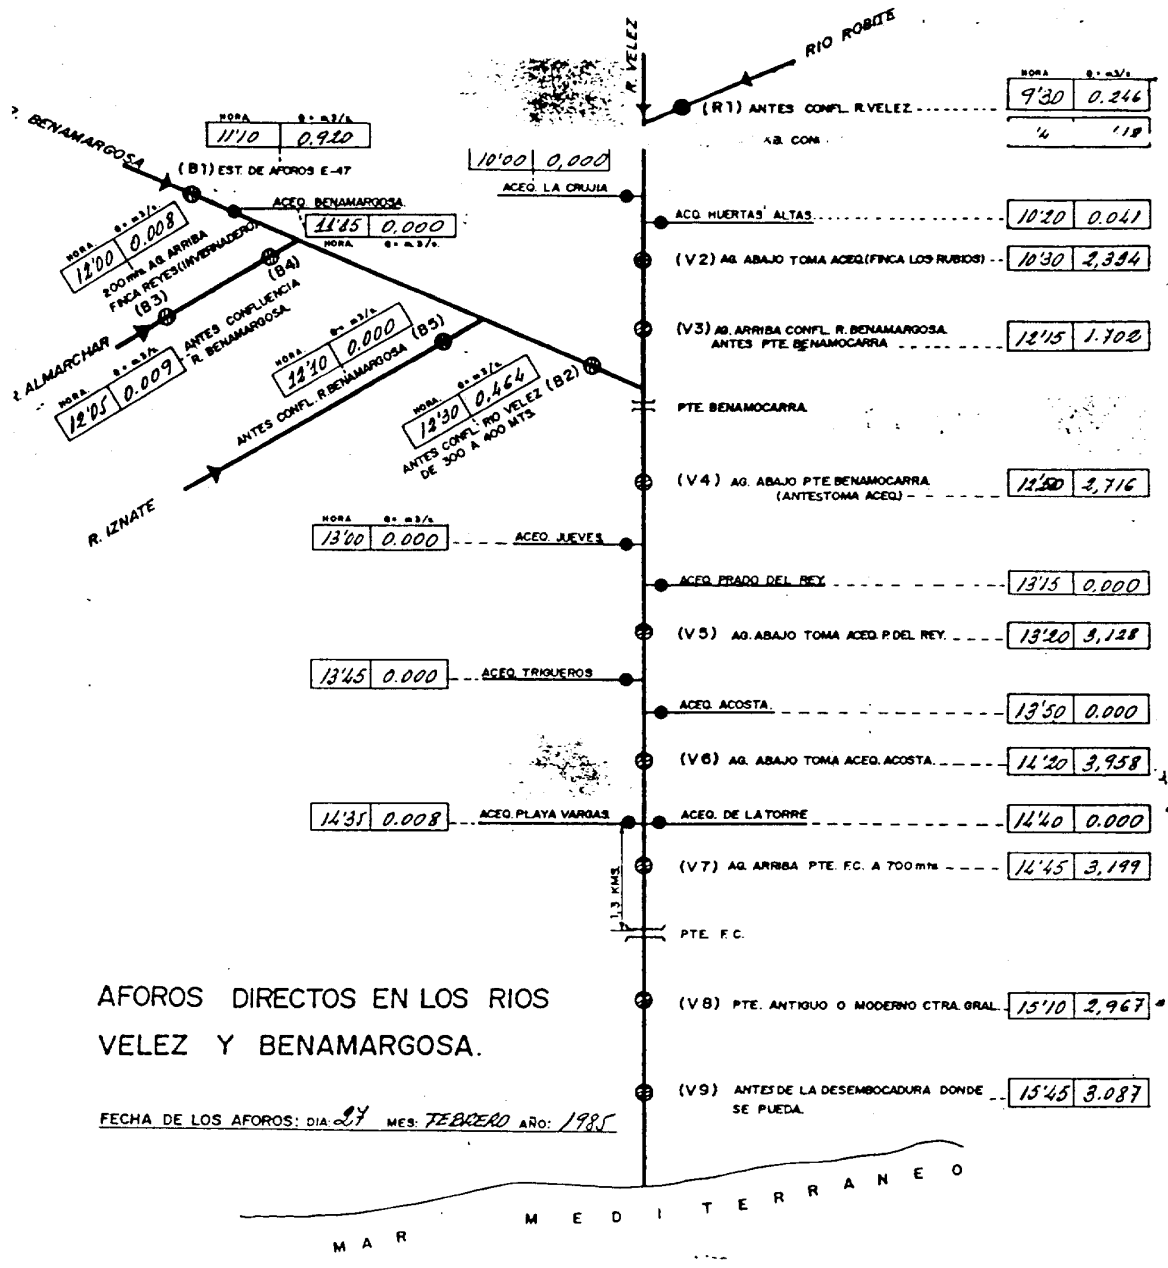 R. VELEZ
RIO ROBITE
HORA Q = m3/s.
9'30 0.246
(R1) ANTES CONFL. R. VELEZ
BENAMARGOSA
HORA Q = m3/s.
11'10 0.920
(B1) EST. DE AFOROS E-47
10'00 0,000
ACEQ. LA CRUJIA
ACEQ. BENAMARGOSA.
11'15 0.000
HORA Q = m3/s.
ACQ. HUERTAS ALTAS
10'20 0.041
HORA. Q = m3/s.
12'00 0.008
200 mts. AG. ARRIBA
FINCA REYES (INVERNADERO)
(B3)
(B4)
(V2) AG. ABAJO TOMA ACEQ. (FINCA LOS RUBIOS)
10'30 2,394
(V3) AG. ARRIBA CONFL. R. BENAMARGOSA.
ANTES PTE. BENAMOCARRA
12'15 1.702
R. ALMARCHAR
HORA. Q = m3/s.
12'05 0.009
ANTES CONFLUENCIA
R. BENAMARGOSA.
HORA. Q = m3/s.
12'10 0.000
ANTES CONFL. R. BENAMARGOSA (B5)
HORA. Q = m3/s.
12'30 0.464
ANTES CONFL. RIO VELEZ (B2)
DE 300 A 400 MTS.
R. IZNATE
PTE. BENAMOCARRA
(V4) AG. ABAJO PTE. BENAMOCARRA
(ANTES TOMA ACEQ.)
2,716
HORA Q = m3/s.
13'00 0.000
ACEQ. JUEVES
ACEQ. PRADO DEL REY
13'15 0.000
(V5) AG. ABAJO TOMA ACEQ. P. DEL REY.
13'20 3,128
13'45 0.000
ACEQ. TRIGUEROS
ACEQ. ACOSTA.
13'50 0.000
(V6) AG. ABAJO TOMA ACEQ. ACOSTA.
14'20 3,958
14'35 0.008
ACEQ. PLAYA VARGAS.
ACEQ. DE LA TORRE
14'40 0.000
(V7) AG. ARRIBA PTE. F.C. A 700 mts
14'45 3,199
1,3 KMS.
PTE. F.C.
AFOROS DIRECTOS EN LOS RIOS
VELEZ Y BENAMARGOSA.
(V8) PTE. ANTIGUO O MODERNO CTRA. GRAL.
15'10 2,967
(V9) ANTES DE LA DESEMBOCADURA DONDE
SE PUEDA.
15'45 3.087
FECHA DE LOS AFOROS: DIA: 27 MES: FEBRERO AÑO: 1985
MAR MEDITERRANEO